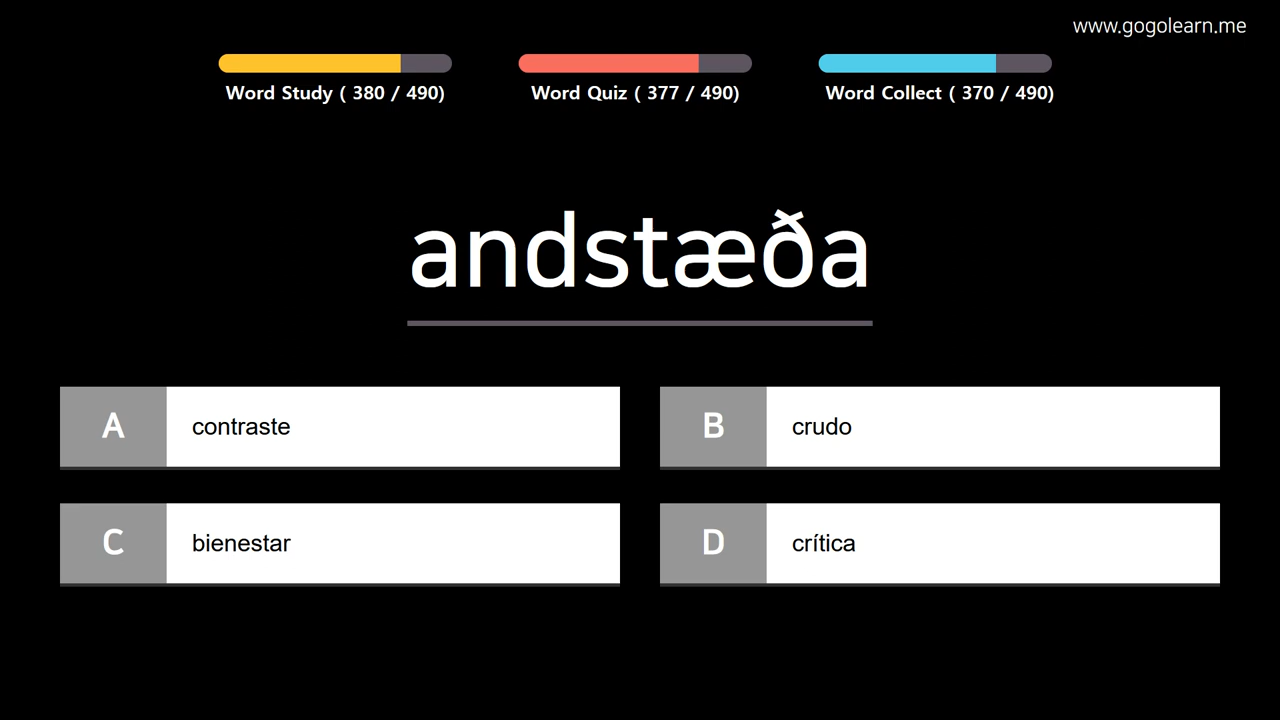 www.gogolearn.me
Word Study ( 380 / 490)
Word Quiz ( 377 / 490)
Word Collect ( 370 / 490)
andstæða
A contraste
B crudo
C bienestar
D crítica